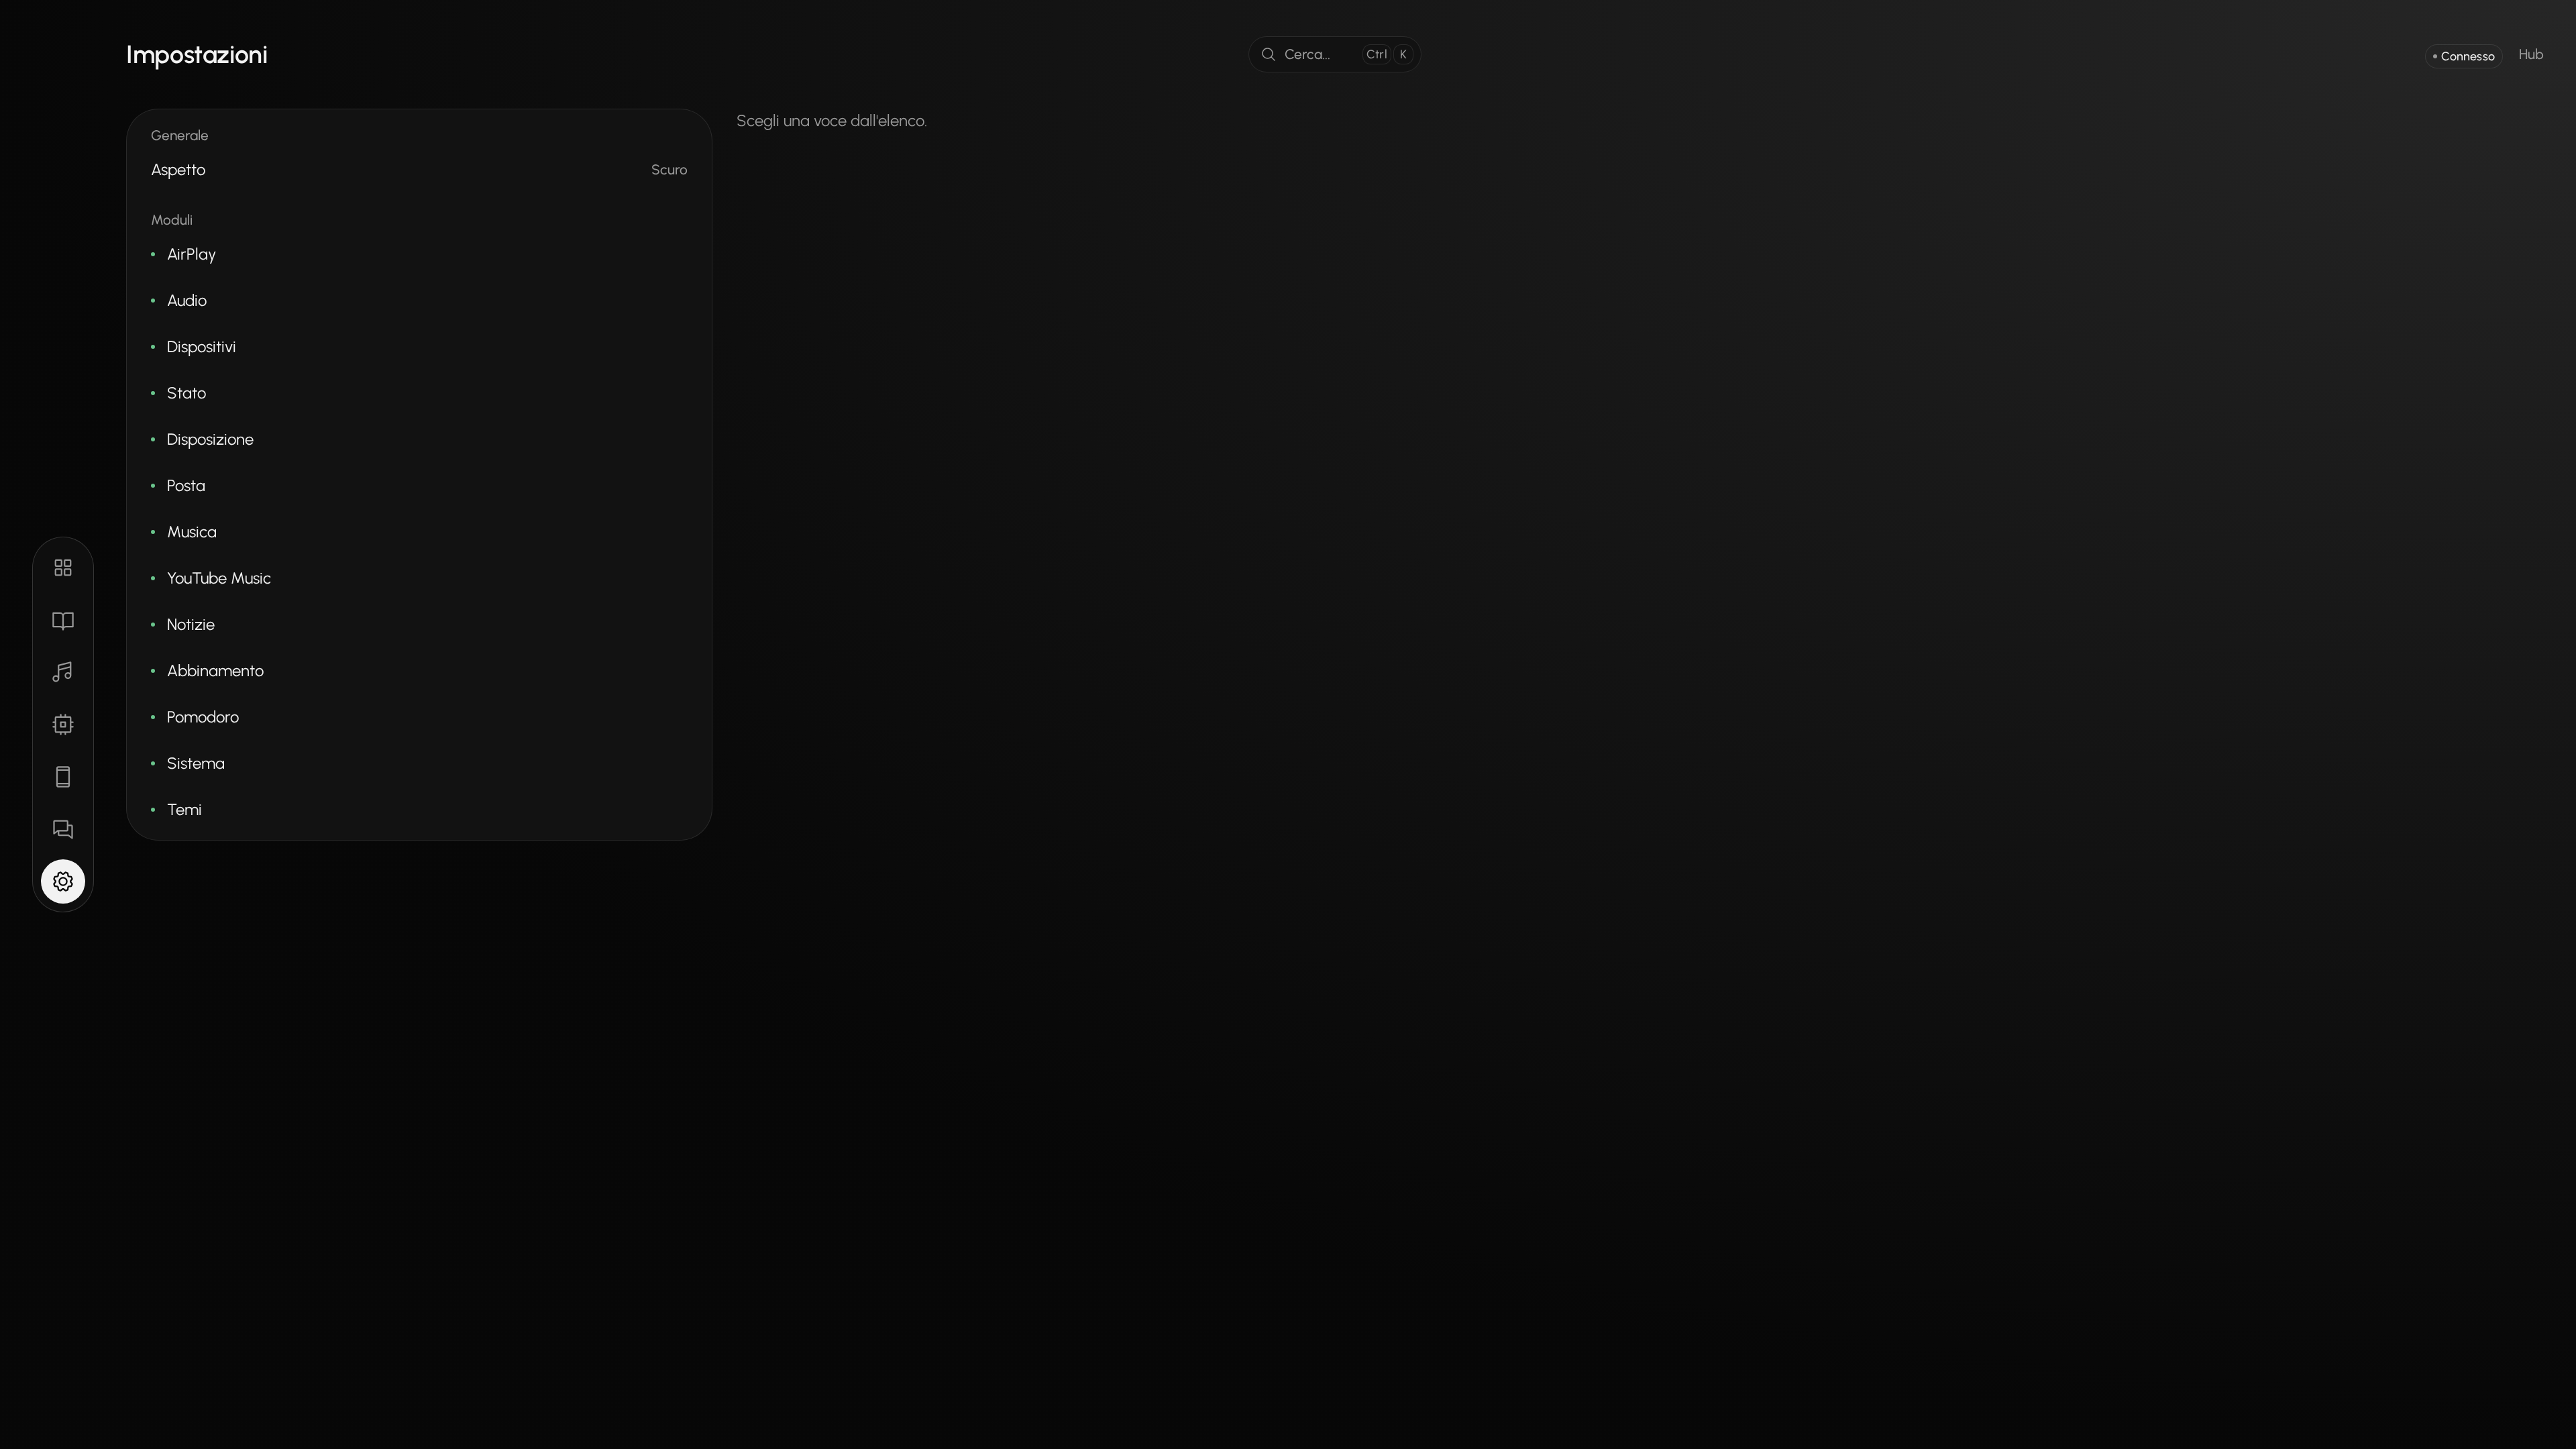 Impostazioni
Cerca...
Ctrl K
Connesso
Hub
Generale
Aspetto
Scuro
Moduli
AirPlay
Audio
Dispositivi
Stato
Disposizione
Posta
Musica
YouTube Music
Notizie
Abbinamento
Pomodoro
Sistema
Temi
Scegli una voce dall'elenco.